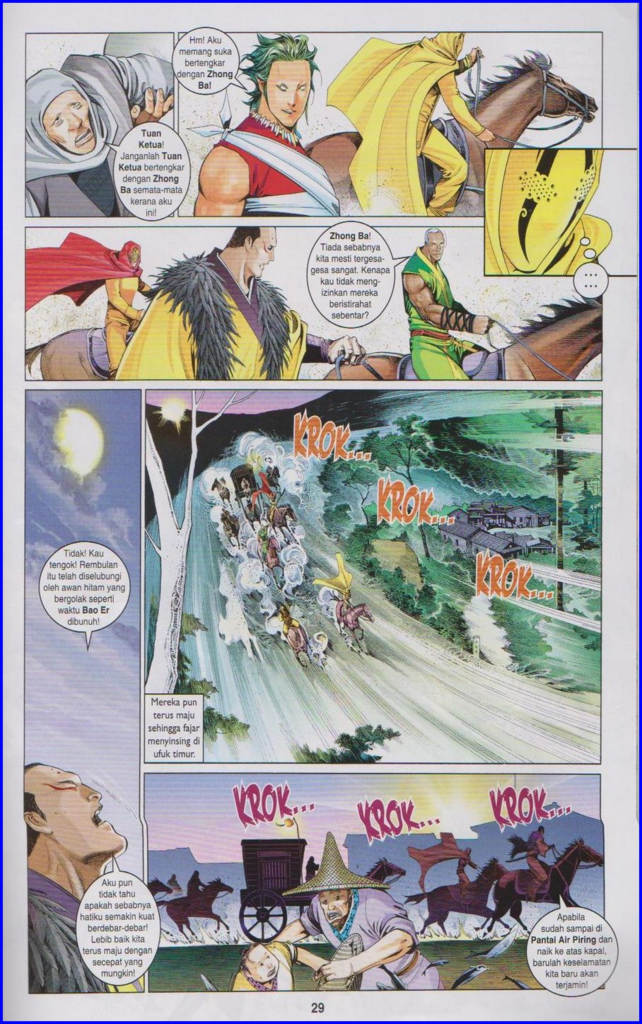 Hm! Aku
memang suka
bertengkar
dengan Zhong
Ba!
Tuan
Ketua!
Janganlah Tuan
Ketua bertengkar
dengan Zhong
Ba semata-mata
kerana aku
ini!
...
Zhong Ba!
Tiada sebabnya
kita mesti tergesa-
gesa sangat. Kenapa
kau tidak meng-
izinkan mereka
beristirahat
sebentar?
Tidak! Kau
tengok! Rembulan
itu telah diselubungi
oleh awan hitam yang
bergolak seperti
waktu Bao Er
dibunuh!
KROK...
KROK...
KROK...
Mereka pun
terus maju
sehingga fajar
menyinsing di
ufuk timur.
Aku pun
tidak tahu
apakah sebabnya
hatiku semakin kuat
berdebar-debar!
Lebib baik kita
terus maju dengan
secepat yang
mungkin!
KROK...
KROK...
KROK...
Apabila
sudah sampai di
Pantai Air Piring dan
naik ke atas kapal,
barulah keselamatan
kita baru akan
terjamin!
29